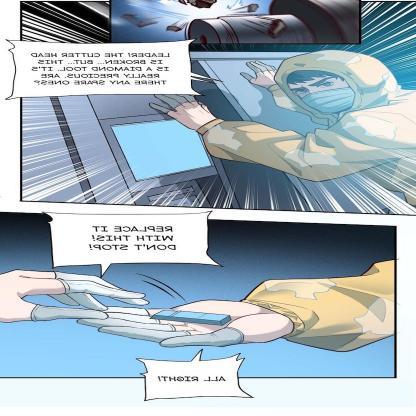 LEADER! THE CUTTER HEAD
IS BROKEN... BUT... THIS
IS A DIAMOND TOOL. IT'S
REALLY PRECIOUS. ARE
THERE ANY SPARE ONES?
REPLACE IT
WITH THIS!
DON'T STOP!
ALL RIGHT!